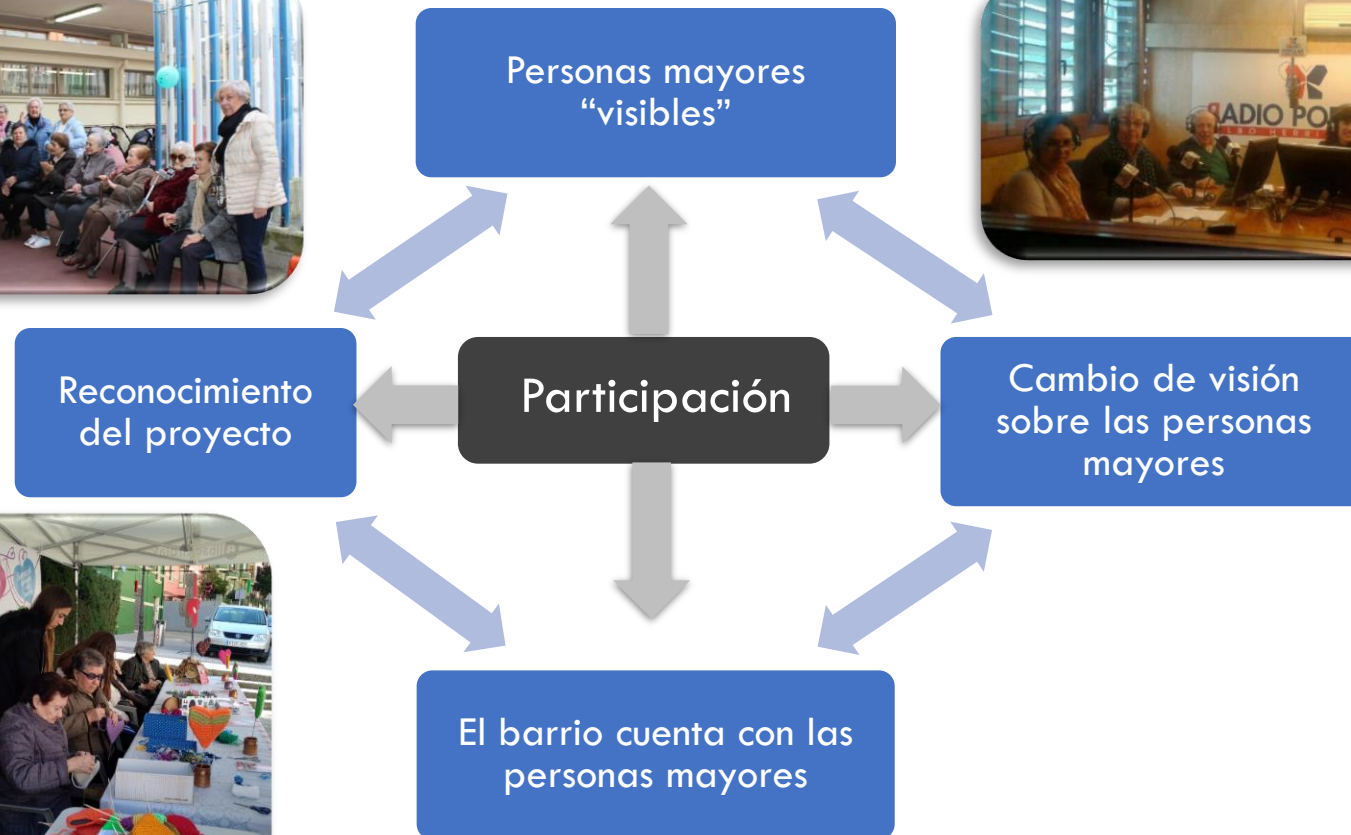 Personas mayores
“visibles”
RADIO PO
Reconocimiento
del proyecto
Participación
Cambio de visión
sobre las personas
mayores
El barrio cuenta con las
personas mayores